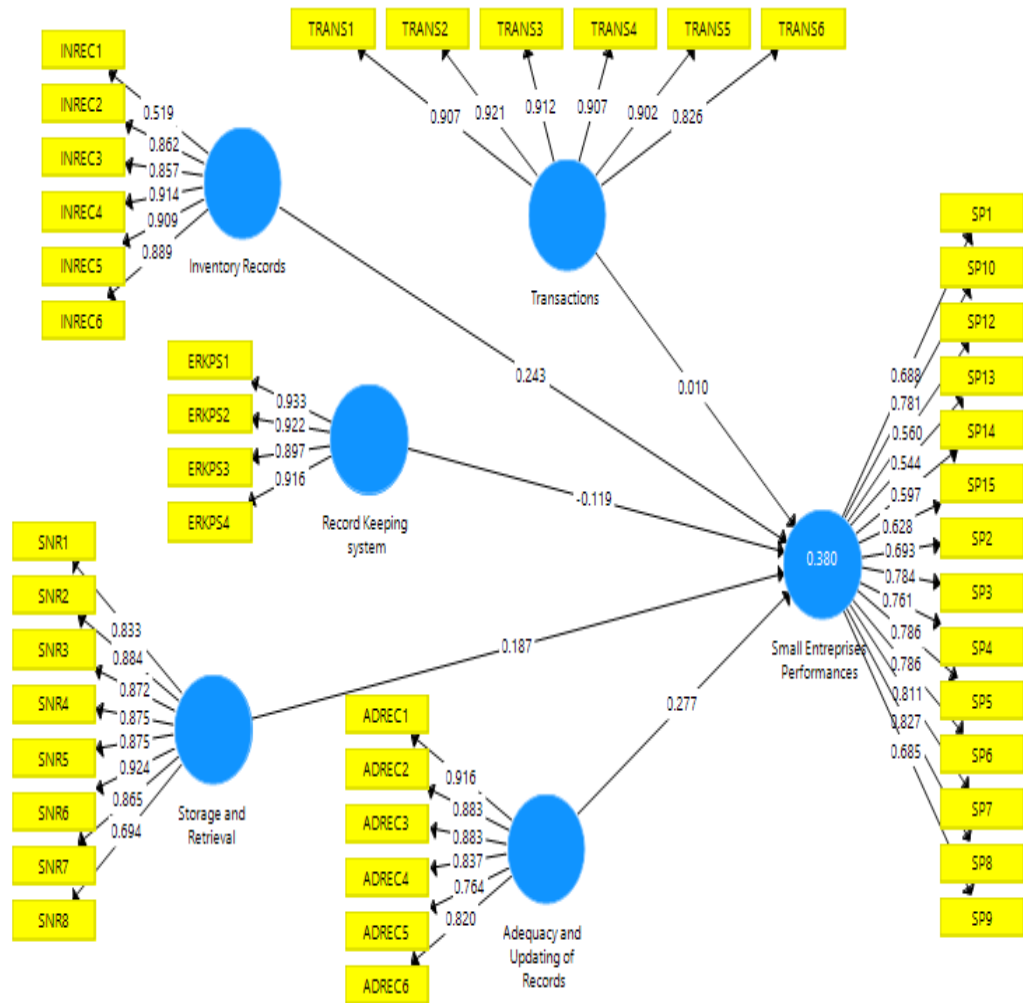 TRANS1 TRANS2 TRANS3 TRANS4 TRANS5 TRANS6
0.907 0.921 0.912 0.907 0.902 0.826
Transactions
INREC1
INREC2
INREC3
INREC4
INREC5
INREC6
0.519
0.862
0.857
0.914
0.909
0.889
Inventory Records
0.243
0.010
ERKPS1
ERKPS2
ERKPS3
ERKPS4
0.933
0.922
0.897
0.916
Record Keeping
system
-0.119
SNR1
SNR2
SNR3
SNR4
SNR5
SNR6
SNR7
SNR8
0.833
0.884
0.872
0.875
0.875
0.924
0.865
0.694
Storage and
Retrieval
0.187
ADREC1
ADREC2
ADREC3
ADREC4
ADREC5
ADREC6
0.916
0.883
0.883
0.837
0.764
0.820
Adequacy and
Updating of
Records
0.277
0.380
Small Entreprises
Performances
0.688
0.781
0.560
0.544
0.597
0.628
0.693
0.784
0.761
0.786
0.786
0.811
0.827
0.685
SP1
SP10
SP12
SP13
SP14
SP15
SP2
SP3
SP4
SP5
SP6
SP7
SP8
SP9